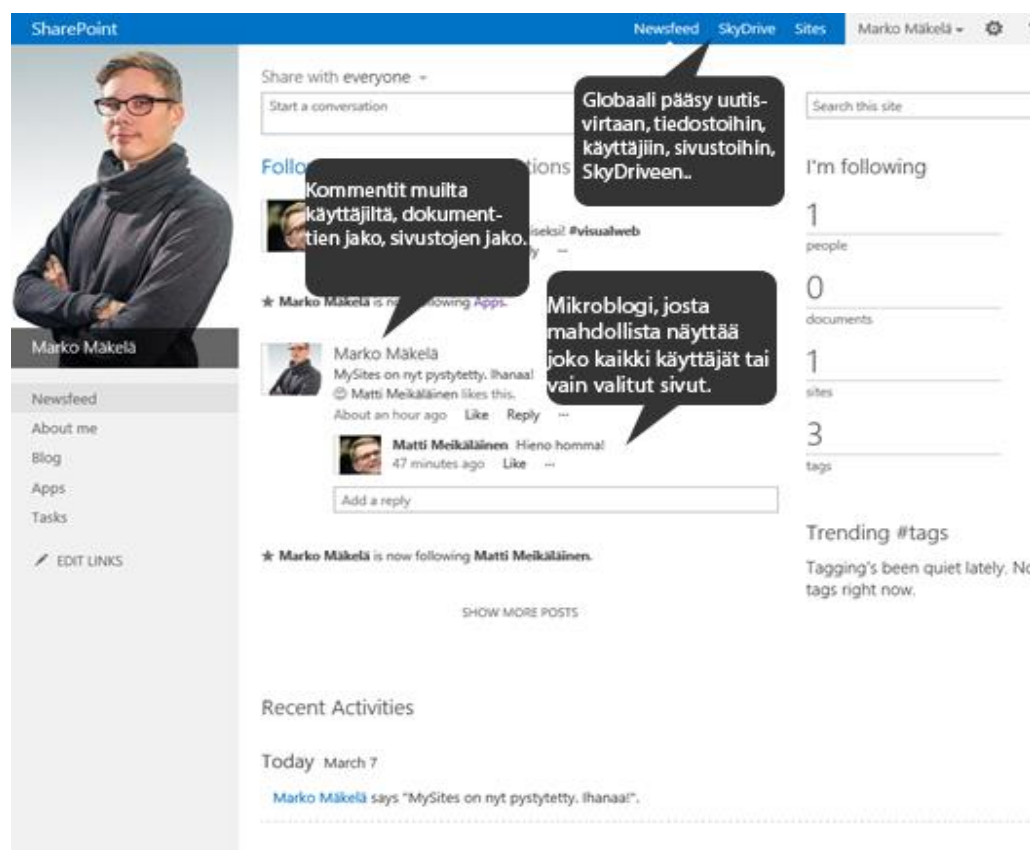 SharePoint
Newsfeed SkyDrive Sites Marko Mäkelä
Share with everyone
Start a conversation
Search this site
Globaali pääsy uutis-
virtaan, tiedostoihin,
käyttäjiin, sivustoihin,
SkyDriveen..
Kommentit muilta
käyttäjiltä, dokument-
tien jako, sivustojen jako..
#visualweb
Marko Mäkelä is following Apps.
Mikroblogi, josta
mahdollista näyttää
joko kaikki käyttäjät tai
vain valitut sivut.
Marko Mäkelä
MySites on nyt pystytetty. Ihanaa!
Matti Meikäläinen likes this.
About an hour ago Like Reply ...
Matti Meikäläinen Hieno homma!
47 minutes ago Like ...
Add a reply
Marko Mäkelä is now following Matti Meikäläinen.
SHOW MORE POSTS
Marko Mäkelä
Newsfeed
About me
Blog
Apps
Tasks
EDIT LINKS
I'm following
1
people
0
documents
1
sites
3
tags
Trending #tags
Tagging's been quiet lately. No
tags right now.
Recent Activities
Today March 7
Marko Mäkelä says "MySites on nyt pystytetty. Ihanaa!".